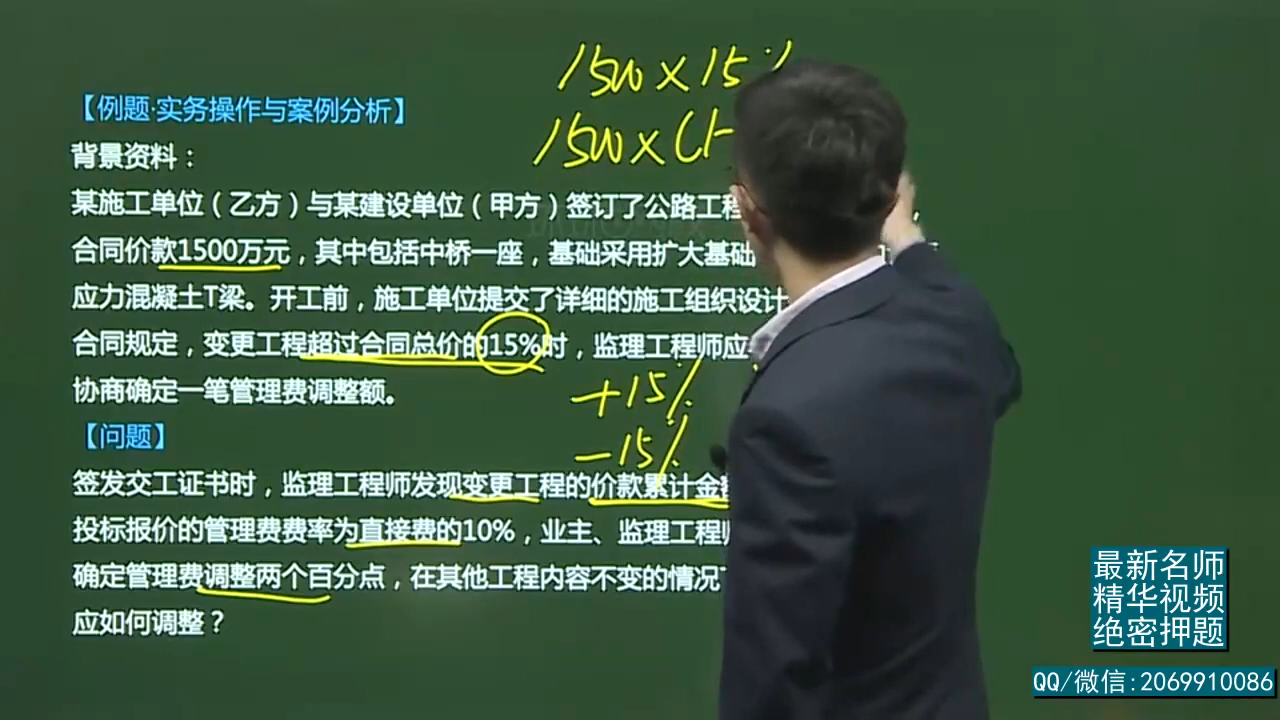 1500×15%
1500×(1-
【例题·实务操作与案例分析】
背景资料：
某施工单位（乙方）与某建设单位（甲方）签订了公路工程
合同价款1500万元，其中包括中桥一座，基础采用扩大基础
应力混凝土T梁。开工前，施工单位提交了详细的施工组织设计
合同规定，变更工程超过合同总价的15%时，监理工程师应
协商确定一笔管理费调整额。
+15%
-15%
【问题】
签发交工证书时，监理工程师发现变更工程的价款累计金
投标报价的管理费费率为直接费的10%，业主、监理工程
确定管理费调整两个百分点，在其他工程内容不变的情况
应如何调整？
最新名师
精华视频
绝密押题
QQ/微信:2069910086